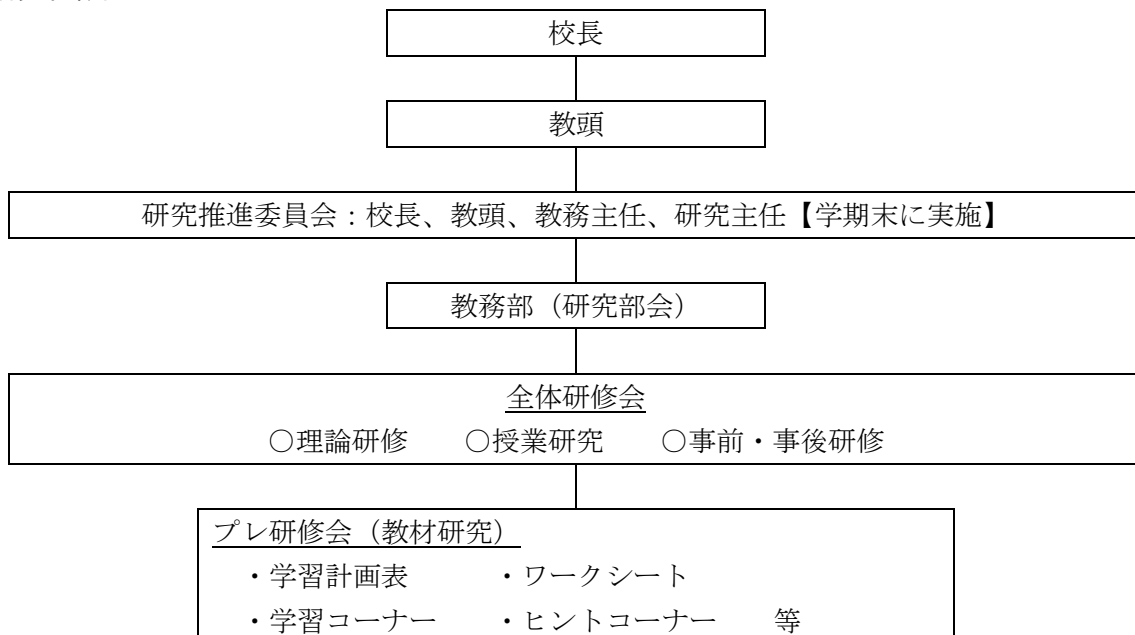 校長
教頭
研究推進委員会：校長、教頭、教務主任、研究主任【学期末に実施】
教務部（研究部会）
全体研修会
○理論研修　　○授業研究　　○事前・事後研修
プレ研修会（教材研究）
・学習計画表　　　・ワークシート
・学習コーナー　　・ヒントコーナー　　等